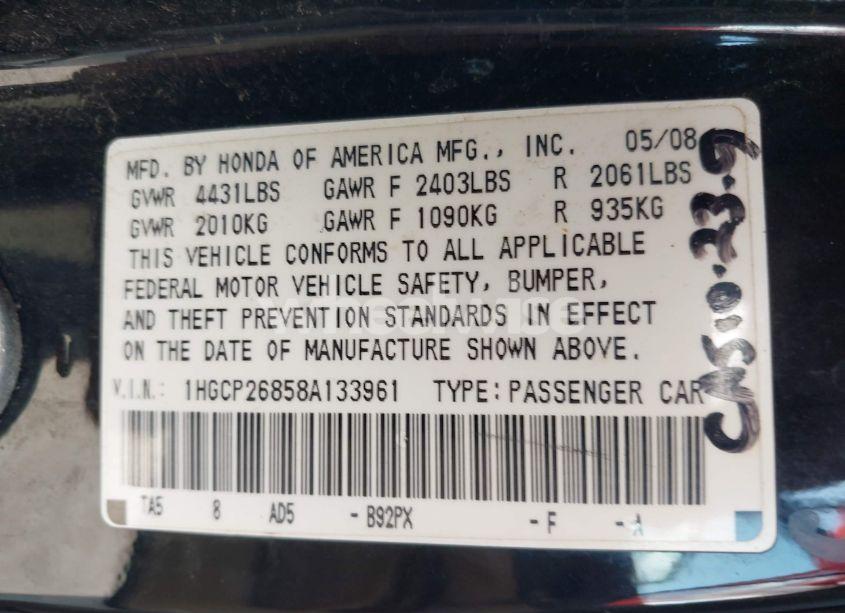 MFD. BY HONDA OF AMERICA MFG., INC. 05/08
GVWR 4431LBS GAWR F 2403LBS R 2061LBS
GVWR 2010KG GAWR F 1090KG R 935KG
THIS VEHICLE CONFORMS TO ALL APPLICABLE
FEDERAL MOTOR VEHICLE SAFETY, BUMPER,
AND THEFT PREVENTION STANDARDS IN EFFECT
ON THE DATE OF MANUFACTURE SHOWN ABOVE.
V.I.N.: 1HGCP26858A133961 TYPE: PASSENGER CAR
TA5 8 AD5 - B92PX - F - A